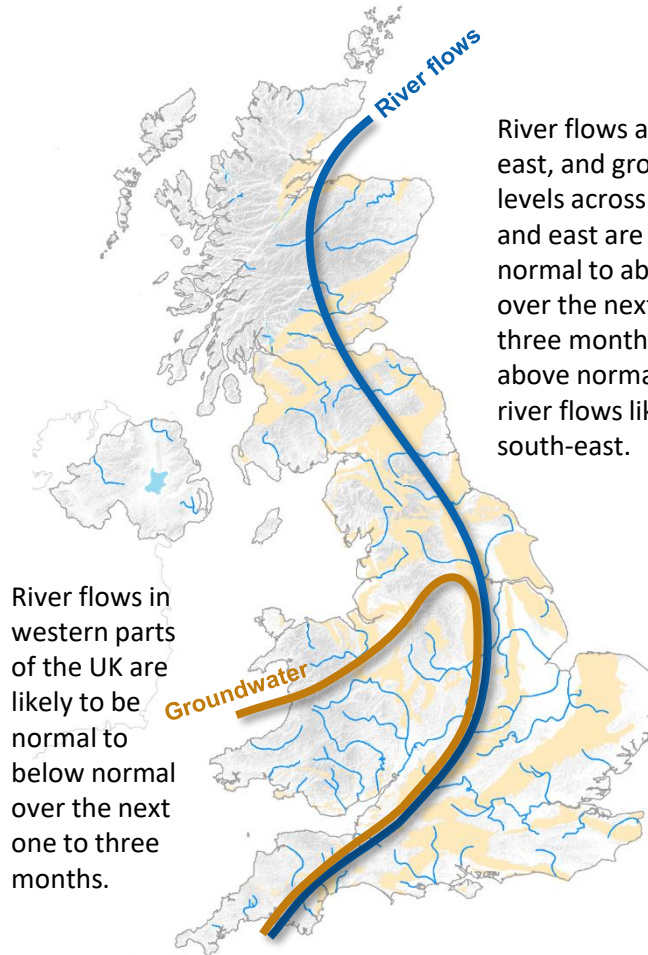 River flows
River flows a
east, and gro
levels across
and east are
normal to ab
over the next
three month
above norma
river flows lik
south-east.
River flows in
western parts
of the UK are
likely to be
normal to
below normal
over the next
one to three
months.
Groundwater